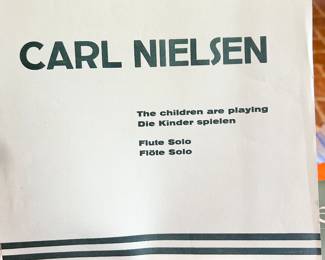 CARL NIELSEN
The children are playing
Die Kinder spielen
Flute Solo
Flöte Solo